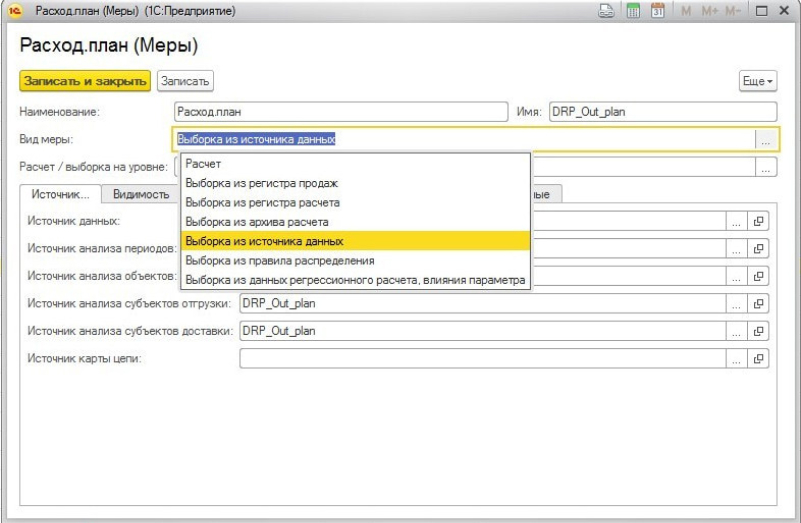 Расход.план (Меры) (1С:Предприятие)
M M+ M-
Расход.план (Меры)
Записать и закрыть Записать Еще
Наименование: Расход.план Имя: DRP_Out_plan
Вид меры: Выборка из источника данных ...
Расчет / выборка на уровне: ...
Расчет
Выборка из регистра продаж
Выборка из регистра расчета
Выборка из архива расчета
Выборка из источника данных
Выборка из правила распределения
Выборка из данных регрессионного расчета, влияния параметра
Источник... Видимость ные
Источник данных: ...
Источник анализа периодов: ...
Источник анализа объектов: ...
Источник анализа субъектов отгрузки: DRP_Out_plan ...
Источник анализа субъектов доставки: DRP_Out_plan ...
Источник карты цепи: ...